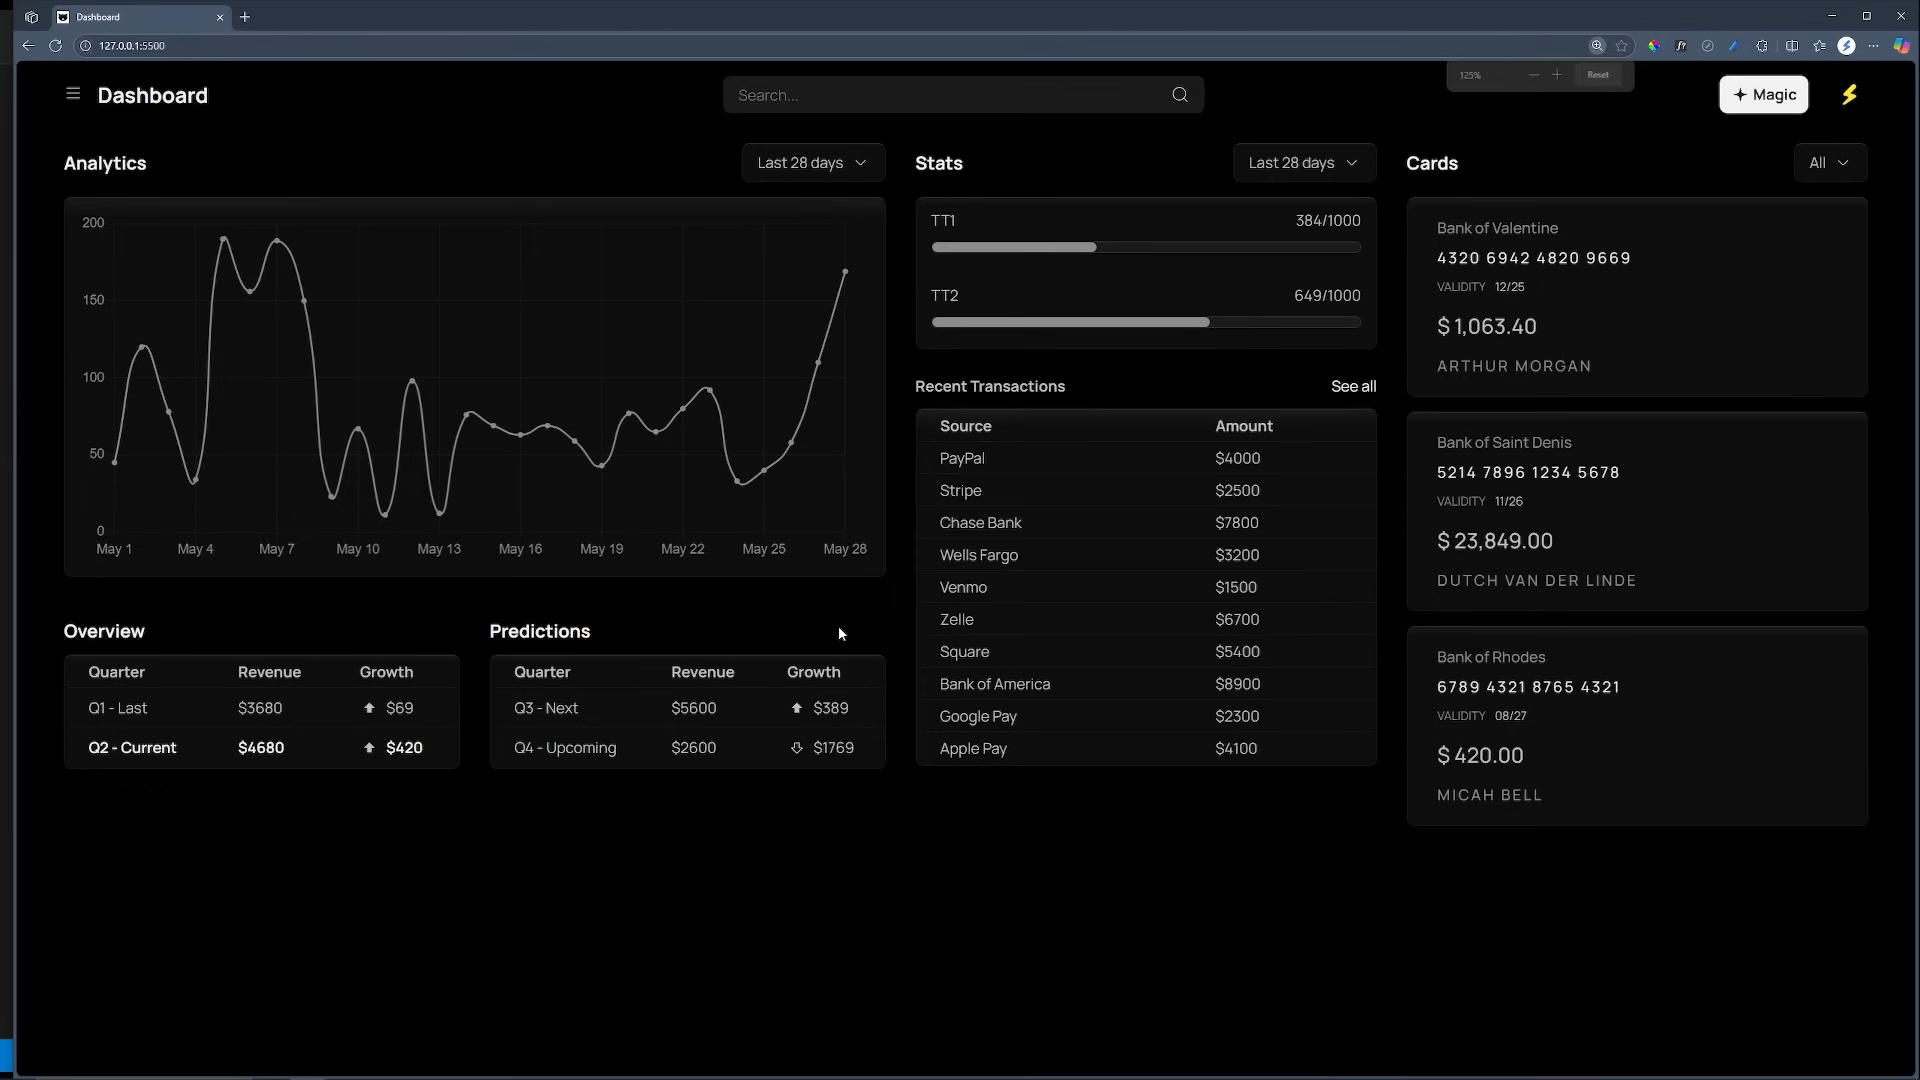 Dashboard
127.0.0.1:5500
125%
Reset
Dashboard
Search...
Magic
Analytics
Last 28 days
200
150
100
50
0
May 1 May 4 May 7 May 10 May 13 May 16 May 19 May 22 May 25 May 28
Overview
Quarter Revenue Growth
Q1 - Last $3680 $69
Q2 - Current $4680 $420
Predictions
Quarter Revenue Growth
Q3 - Next $5600 $389
Q4 - Upcoming $2600 $1769
Stats
Last 28 days
TT1 384/1000
TT2 649/1000
Recent Transactions See all
Source Amount
PayPal $4000
Stripe $2500
Chase Bank $7800
Wells Fargo $3200
Venmo $1500
Zelle $6700
Square $5400
Bank of America $8900
Google Pay $2300
Apple Pay $4100
Cards
All
Bank of Valentine
4320 6942 4820 9669
VALIDITY 12/25
$ 1,063.40
ARTHUR MORGAN
Bank of Saint Denis
5214 7896 1234 5678
VALIDITY 11/26
$ 23,849.00
DUTCH VAN DER LINDE
Bank of Rhodes
6789 4321 8765 4321
VALIDITY 08/27
$ 420.00
MICAH BELL